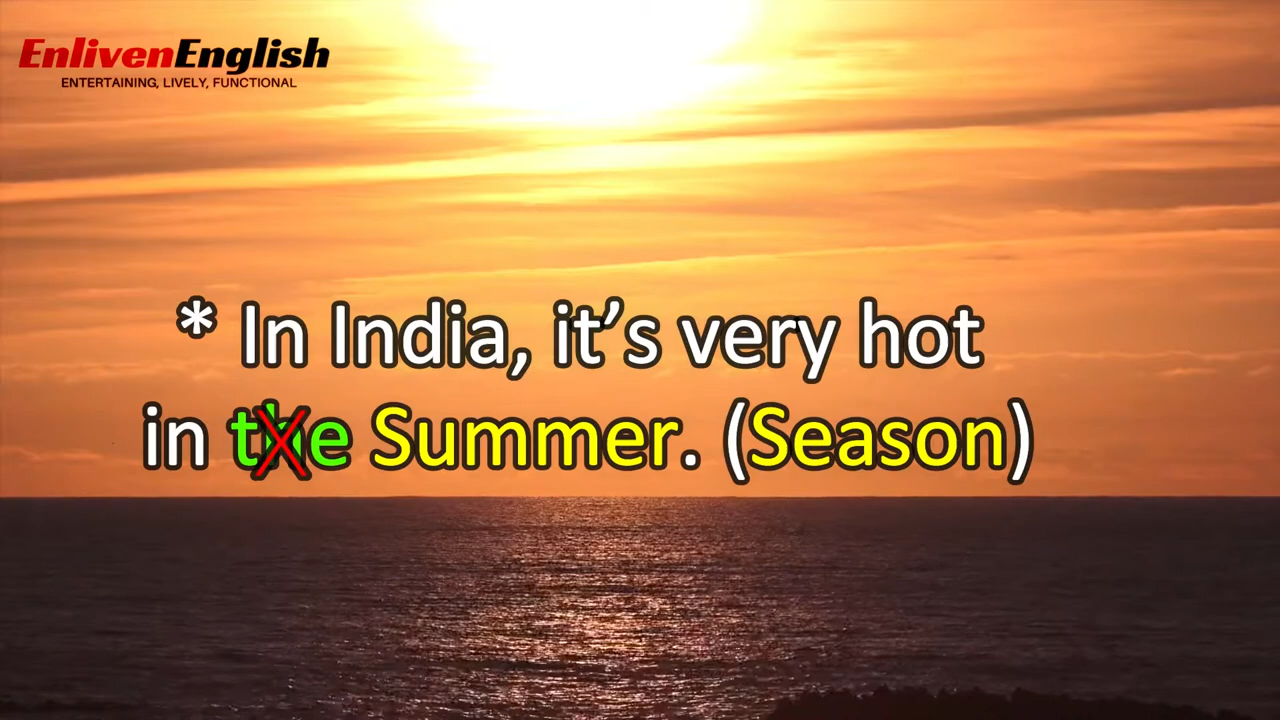 EnlivenEnglish
ENTERTAINING, LIVELY, FUNCTIONAL
* In India, it’s very hot
in the Summer. (Season)